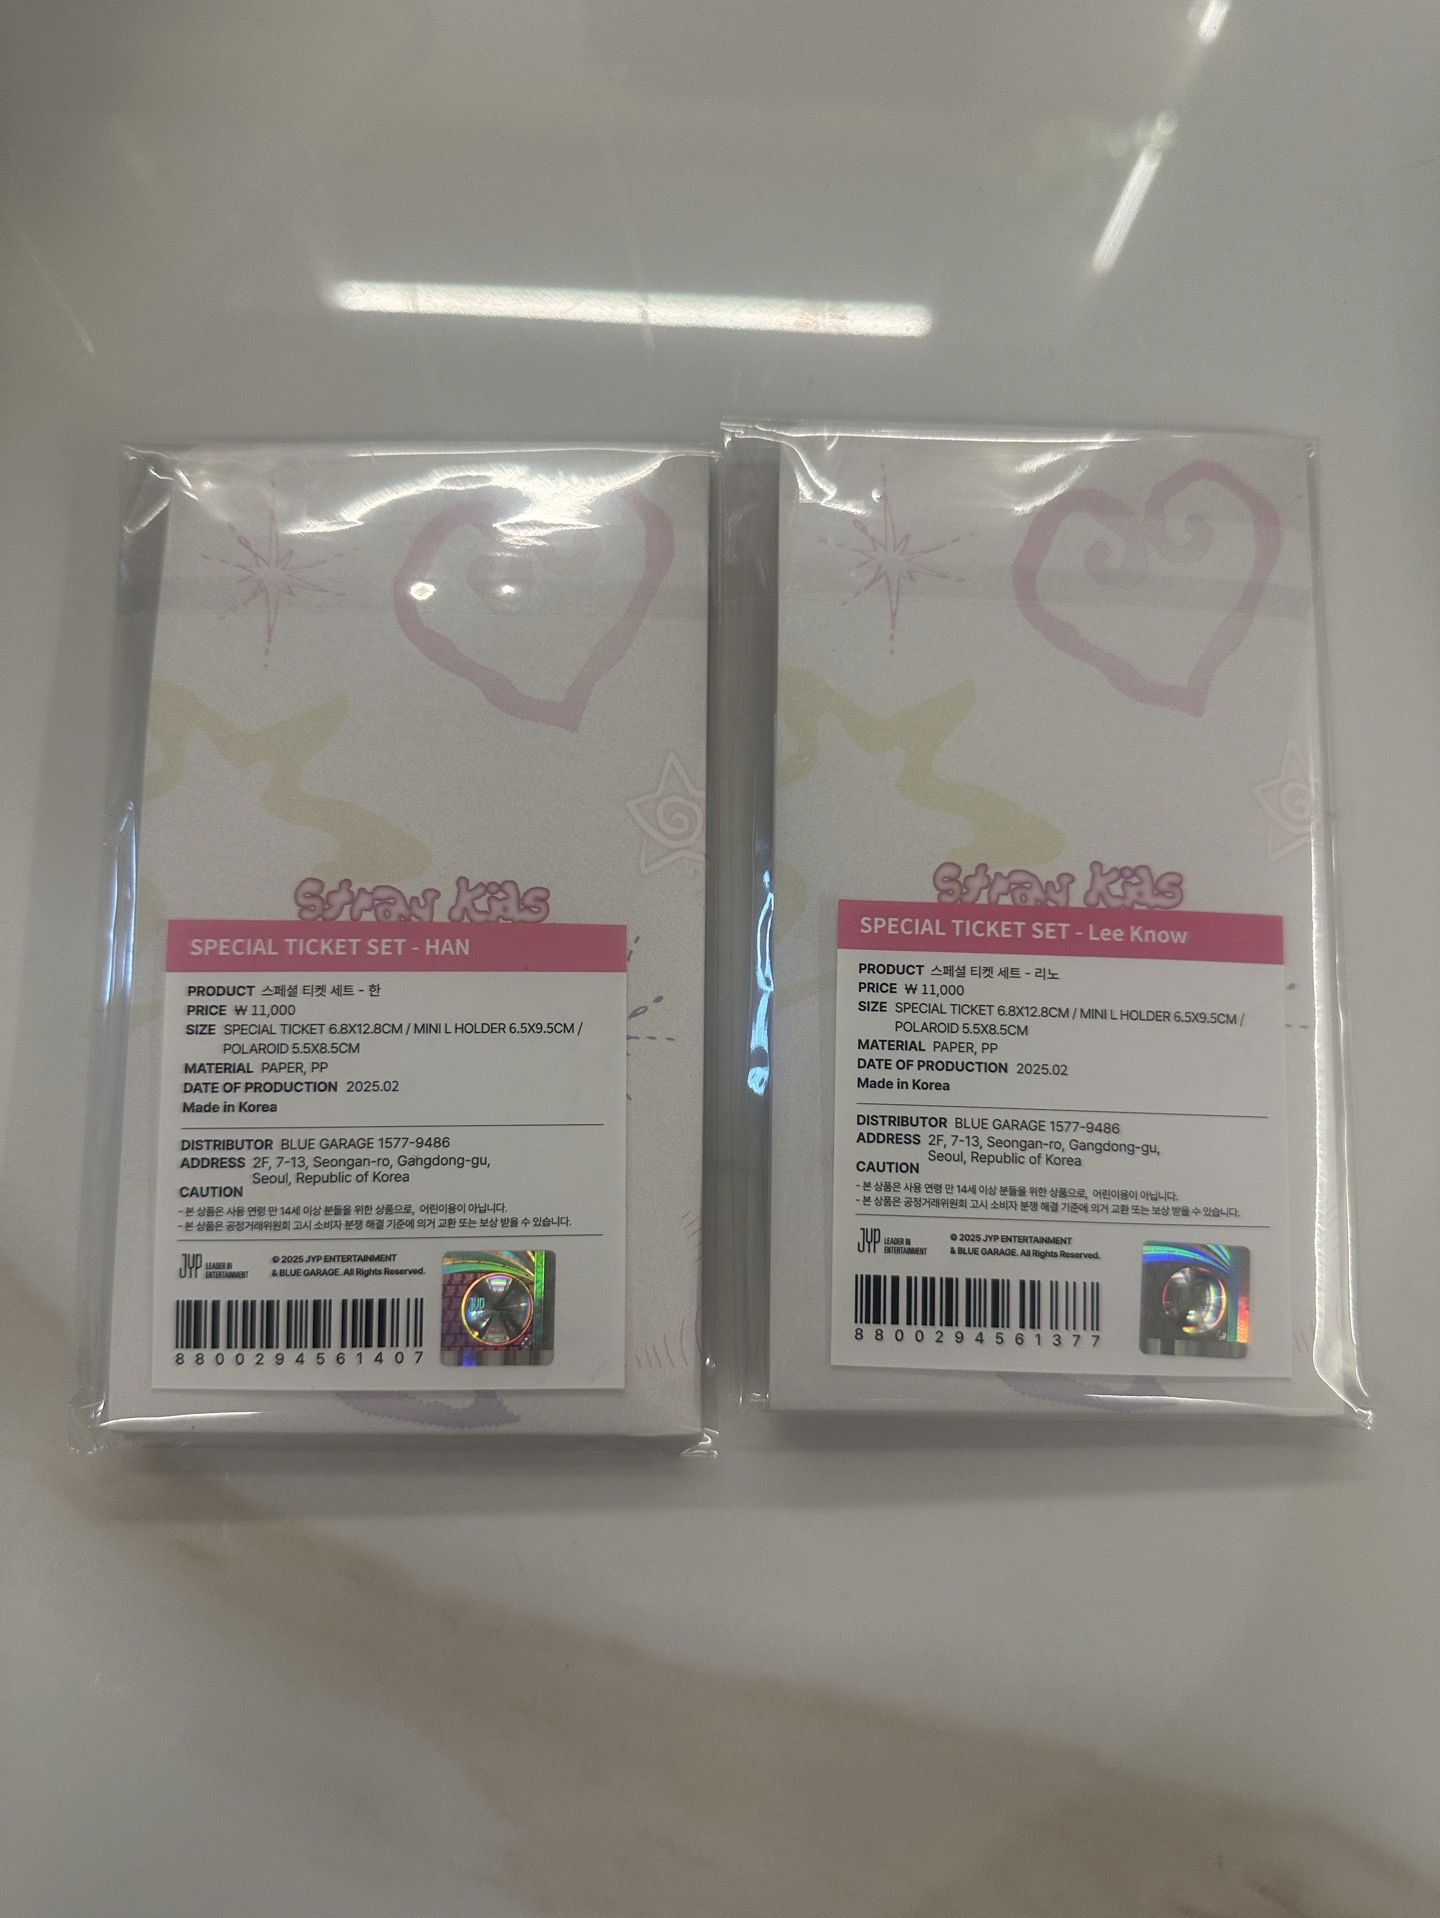 Stray Kids
SPECIAL TICKET SET - HAN
PRODUCT 스페셜 티켓 세트 - 한
PRICE ₩ 11,000
SIZE SPECIAL TICKET 6.8X12.8CM / MINI L HOLDER 6.5X9.5CM /
POLAROID 5.5X8.5CM
MATERIAL PAPER, PP
DATE OF PRODUCTION 2025.02
Made in Korea
DISTRIBUTOR BLUE GARAGE 1577-9486
ADDRESS 2F, 7-13, Seongan-ro, Gangdong-gu,
Seoul, Republic of Korea
CAUTION
- 본 상품은 사용 연령 만 14세 이상 분들을 위한 상품으로, 어린이용이 아닙니다.
- 본 상품은 공정거래위원회 고시 소비자 분쟁 해결 기준에 의거 교환 또는 보상 받을 수 있습니다.
JYP LEADER IN
ENTERTAINMENT
© 2025 JYP ENTERTAINMENT
& BLUE GARAGE. All Rights Reserved.
JYP
8800294561407
Stray Kids
SPECIAL TICKET SET - Lee Know
PRODUCT 스페셜 티켓 세트 - 리노
PRICE ₩ 11,000
SIZE SPECIAL TICKET 6.8X12.8CM / MINI L HOLDER 6.5X9.5CM /
POLAROID 5.5X8.5CM
MATERIAL PAPER, PP
DATE OF PRODUCTION 2025.02
Made in Korea
DISTRIBUTOR BLUE GARAGE 1577-9486
ADDRESS 2F, 7-13, Seongan-ro, Gangdong-gu,
Seoul, Republic of Korea
CAUTION
- 본 상품은 사용 연령 만 14세 이상 분들을 위한 상품으로, 어린이용이 아닙니다.
- 본 상품은 공정거래위원회 고시 소비자 분쟁 해결 기준에 의거 교환 또는 보상 받을 수 있습니다.
JYP LEADER IN
ENTERTAINMENT
© 2025 JYP ENTERTAINMENT
& BLUE GARAGE. All Rights Reserved.
8800294561377